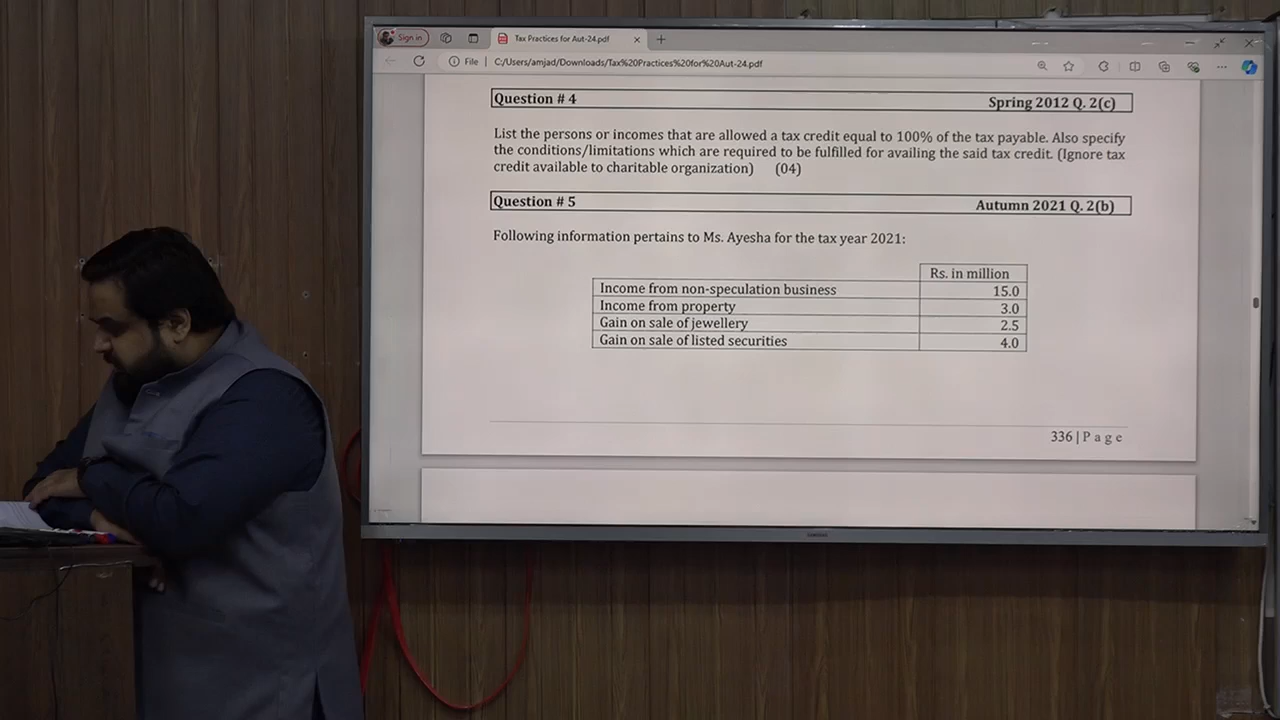 Sign in
Tax Practices for Aut-24.pdf
File
C:/Users/amjad/Downloads/Tax%20Practices%20for%20Aut-24.pdf
Question # 4 Spring 2012 Q. 2(c)
List the persons or incomes that are allowed a tax credit equal to 100% of the tax payable. Also specify
the conditions/limitations which are required to be fulfilled for availing the said tax credit. (Ignore tax
credit available to charitable organization) (04)
Question # 5 Autumn 2021 Q. 2(b)
Following information pertains to Ms. Ayesha for the tax year 2021:
Rs. in million
Income from non-speculation business 15.0
Income from property 3.0
Gain on sale of jewellery 2.5
Gain on sale of listed securities 4.0
336 | P a g e
SAMSUNG